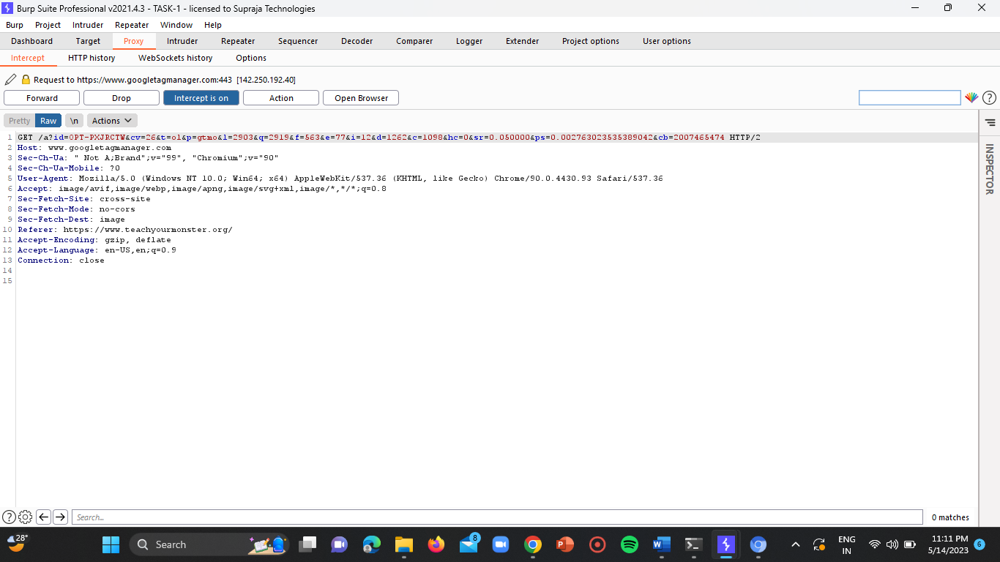 Burp Suite Professional v2021.4.3 - TASK-1 - licensed to Supraja Technologies
Burp Project Intruder Repeater Window Help
Dashboard Target Proxy Intruder Repeater Sequencer Decoder Comparer Logger Extender Project options User options
Intercept HTTP history WebSockets history Options
Request to https://www.googletagmanager.com:443 [142.250.192.40]
Forward Drop Intercept is on Action Open Browser ?
Pretty Raw \n Actions
INSPECTOR
1 GET /a?id=OPT-PXJRCTW&cv=26&t=ol&p=gtmo&l=2903&q=2919&f=563&e=77&i=12&d=1262&c=1098&hc=0&sr=0.050000&ps=0.002763023535389042&cb=2007465474 HTTP/2
2 Host: www.googletagmanager.com
3 Sec-Ch-Ua: " Not A;Brand";v="99", "Chromium";v="90"
4 Sec-Ch-Ua-Mobile: ?0
5 User-Agent: Mozilla/5.0 (Windows NT 10.0; Win64; x64) AppleWebKit/537.36 (KHTML, like Gecko) Chrome/90.0.4430.93 Safari/537.36
6 Accept: image/avif,image/webp,image/apng,image/svg+xml,image/*,*/*;q=0.8
7 Sec-Fetch-Site: cross-site
8 Sec-Fetch-Mode: no-cors
9 Sec-Fetch-Dest: image
10 Referer: https://www.teachyourmonster.org/
11 Accept-Encoding: gzip, deflate
12 Accept-Language: en-US,en;q=0.9
13 Connection: close
14
15
? Search... 0 matches
28° Search 8 ENG 11:11 PM 6
IN 5/14/2023